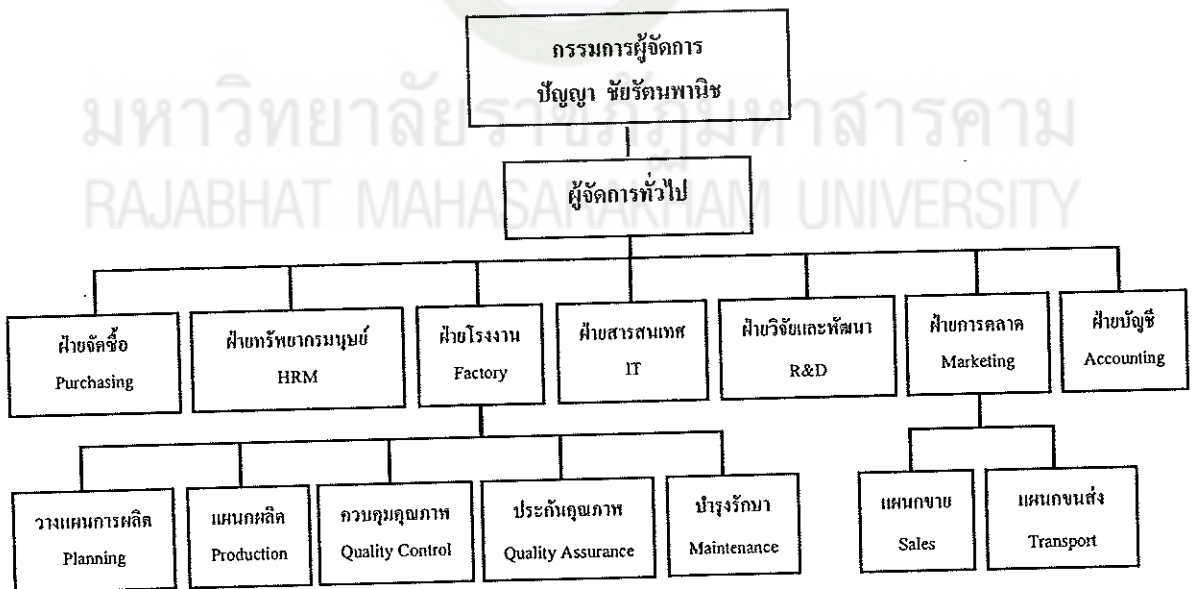 กรรมการผู้จัดการ
ปัญญา ชัยรัตนพานิช
มหาวิทยาลัยราชภัฏมหาสารคาม
ผู้จัดการทั่วไป
RAJABHAT MAHASARAKHAM UNIVERSITY
ฝ่ายจัดซื้อ
Purchasing
ฝ่ายทรัพยากรมนุษย์
HRM
ฝ่ายโรงงาน
Factory
ฝ่ายสารสนเทศ
IT
ฝ่ายวิจัยและพัฒนา
R&D
ฝ่ายการตลาด
Marketing
ฝ่ายบัญชี
Accounting
วางแผนการผลิต
Planning
แผนกผลิต
Production
ควบคุมคุณภาพ
Quality Control
ประกันคุณภาพ
Quality Assurance
บำรุงรักษา
Maintenance
แผนกขาย
Sales
แผนกขนส่ง
Transport